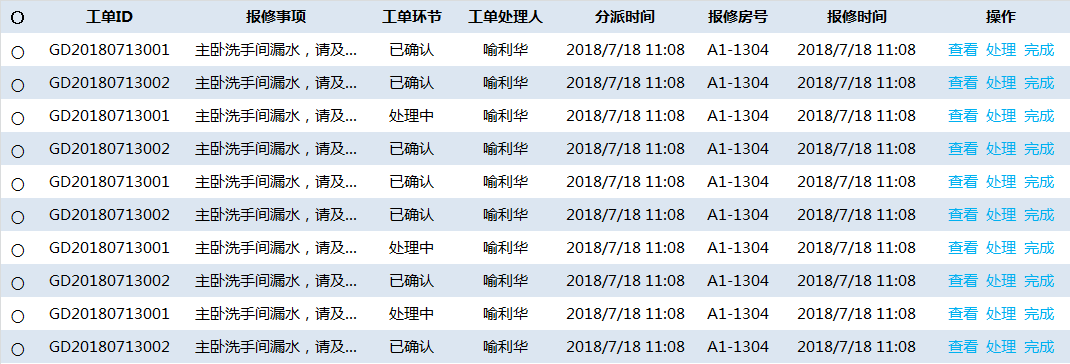 工单ID 报修事项 工单环节 工单处理人 分派时间 报修房号 报修时间 操作
GD20180713001 主卧洗手间漏水，请及... 已确认 喻利华 2018/7/18 11:08 A1-1304 2018/7/18 11:08 查看 处理 完成
GD20180713002 主卧洗手间漏水，请及... 已确认 喻利华 2018/7/18 11:08 A1-1304 2018/7/18 11:08 查看 处理 完成
GD20180713001 主卧洗手间漏水，请及... 处理中 喻利华 2018/7/18 11:08 A1-1304 2018/7/18 11:08 查看 处理 完成
GD20180713002 主卧洗手间漏水，请及... 已确认 喻利华 2018/7/18 11:08 A1-1304 2018/7/18 11:08 查看 处理 完成
GD20180713001 主卧洗手间漏水，请及... 已确认 喻利华 2018/7/18 11:08 A1-1304 2018/7/18 11:08 查看 处理 完成
GD20180713002 主卧洗手间漏水，请及... 已确认 喻利华 2018/7/18 11:08 A1-1304 2018/7/18 11:08 查看 处理 完成
GD20180713001 主卧洗手间漏水，请及... 处理中 喻利华 2018/7/18 11:08 A1-1304 2018/7/18 11:08 查看 处理 完成
GD20180713002 主卧洗手间漏水，请及... 已确认 喻利华 2018/7/18 11:08 A1-1304 2018/7/18 11:08 查看 处理 完成
GD20180713001 主卧洗手间漏水，请及... 处理中 喻利华 2018/7/18 11:08 A1-1304 2018/7/18 11:08 查看 处理 完成
GD20180713002 主卧洗手间漏水，请及... 已确认 喻利华 2018/7/18 11:08 A1-1304 2018/7/18 11:08 查看 处理 完成